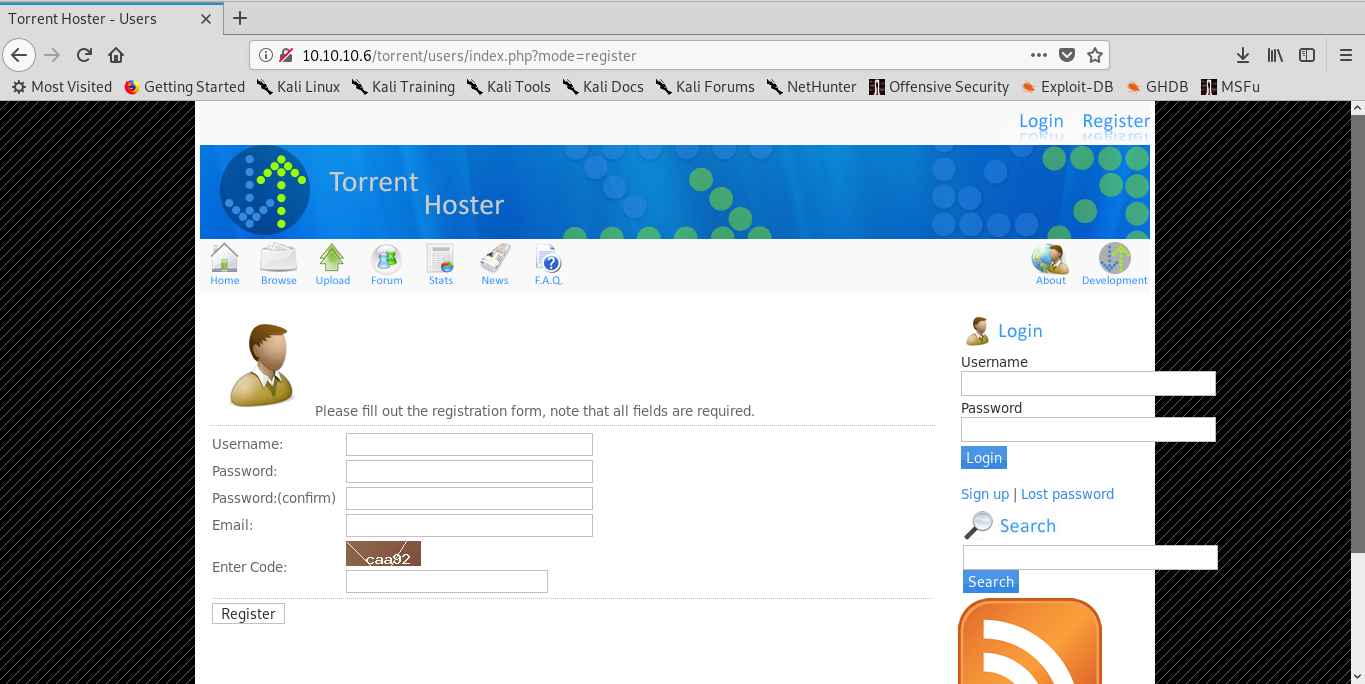 Torrent Hoster - Users
10.10.10.6/torrent/users/index.php?mode=register
Most Visited Getting Started Kali Linux Kali Training Kali Tools Kali Docs Kali Forums NetHunter Offensive Security Exploit-DB GHDB MSFu
Login Register
Torrent
Hoster
Home Browse Upload Forum Stats News F.A.Q. About Development
Please fill out the registration form, note that all fields are required.
Username:
Password:
Password:(confirm)
Email:
caa92
Enter Code:
Register
Login
Username
Password
Login
Sign up | Lost password
Search
Search